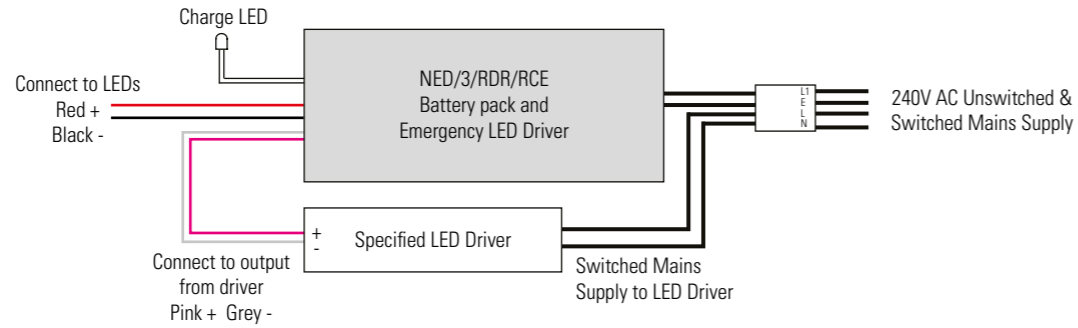 Charge LED
Connect to LEDs
Red +
Black -
NED/3/RDR/RCE
Battery pack and
Emergency LED Driver
L1
E
L
N
240V AC Unswitched &
Switched Mains Supply
+
-
Specified LED Driver
Connect to output
from driver
Pink + Grey -
Switched Mains
Supply to LED Driver